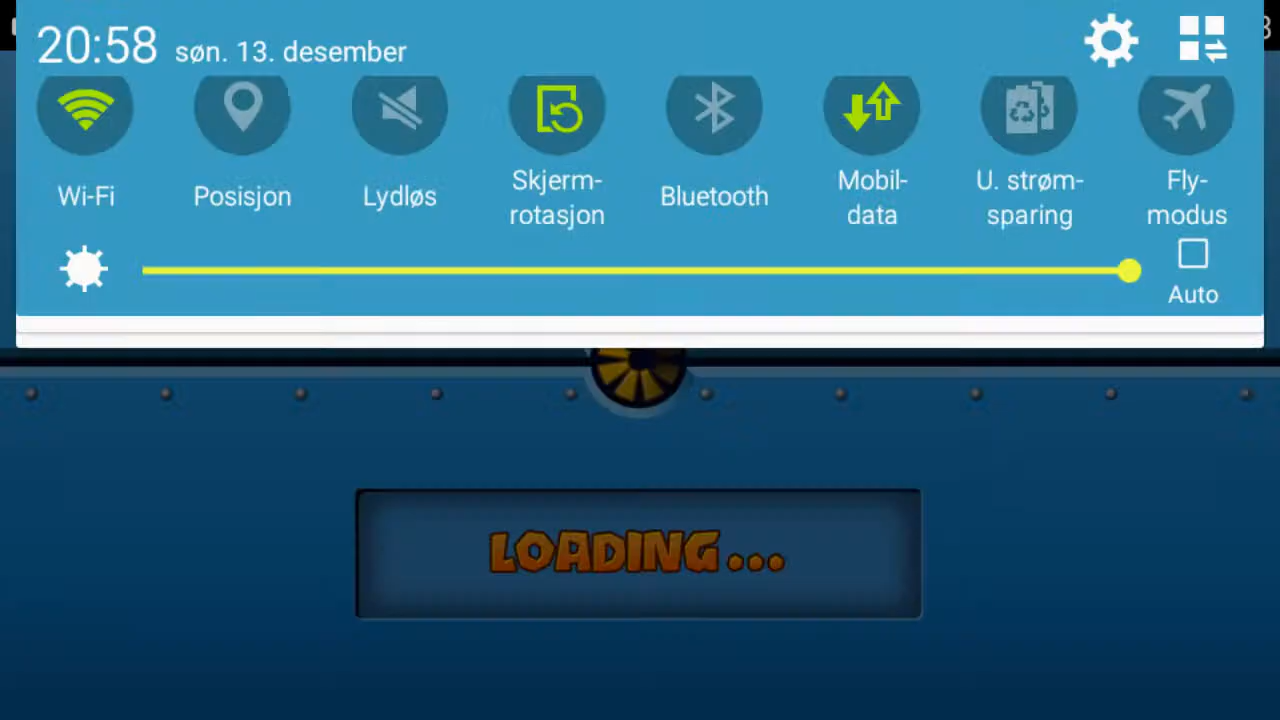 20:58 søn. 13. desember
Wi-Fi
Posisjon
Lydløs
Skjerm-
rotasjon
Bluetooth
Mobil-
data
U. strøm-
sparing
Fly-
modus
Auto
LOADING...